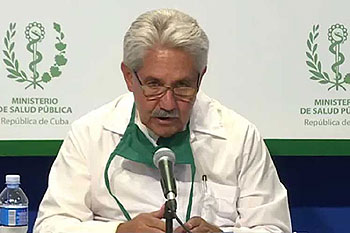 MINISTERIO
DE SALUD PÚBLICA
República de Cuba
MINISTERIO
DE SALUD PÚBLICA
República de Cuba